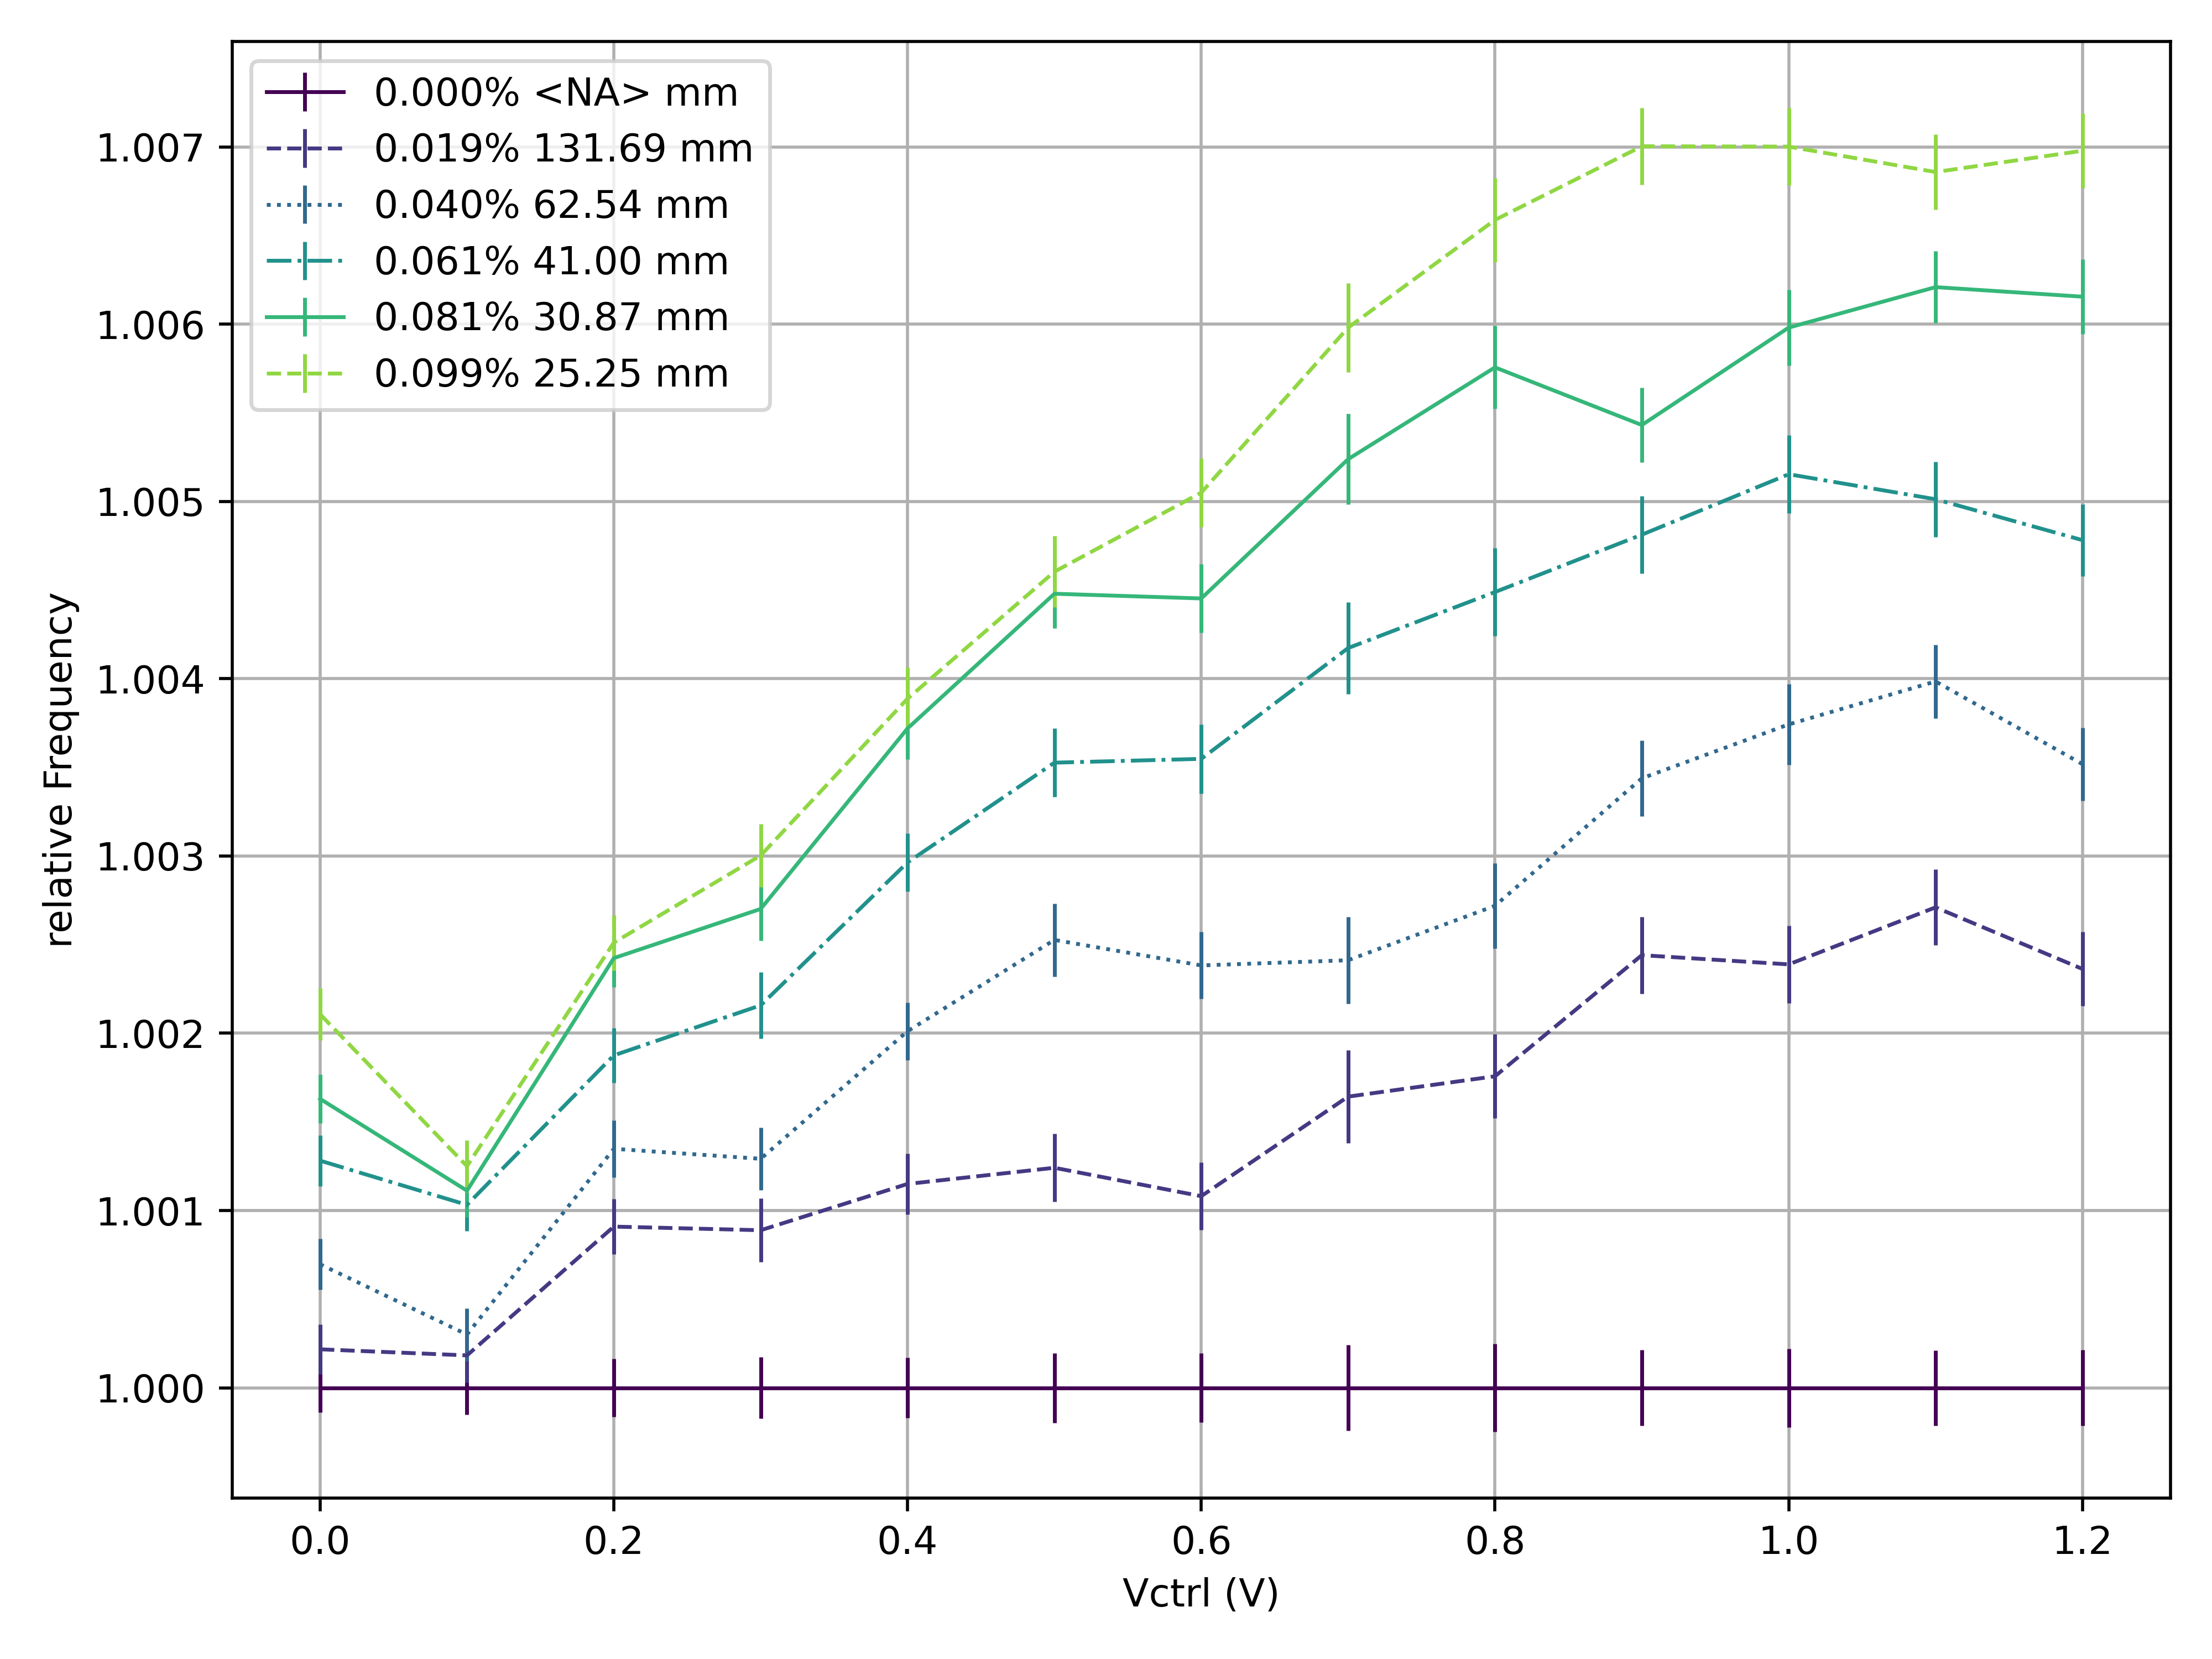 0.000% <NA> mm
0.019% 131.69 mm
0.040% 62.54 mm
0.061% 41.00 mm
0.081% 30.87 mm
0.099% 25.25 mm
1.007
1.006
1.005
1.004
1.003
1.002
1.001
1.000
relative Frequency
0.0 0.2 0.4 0.6 0.8 1.0 1.2
Vctrl (V)